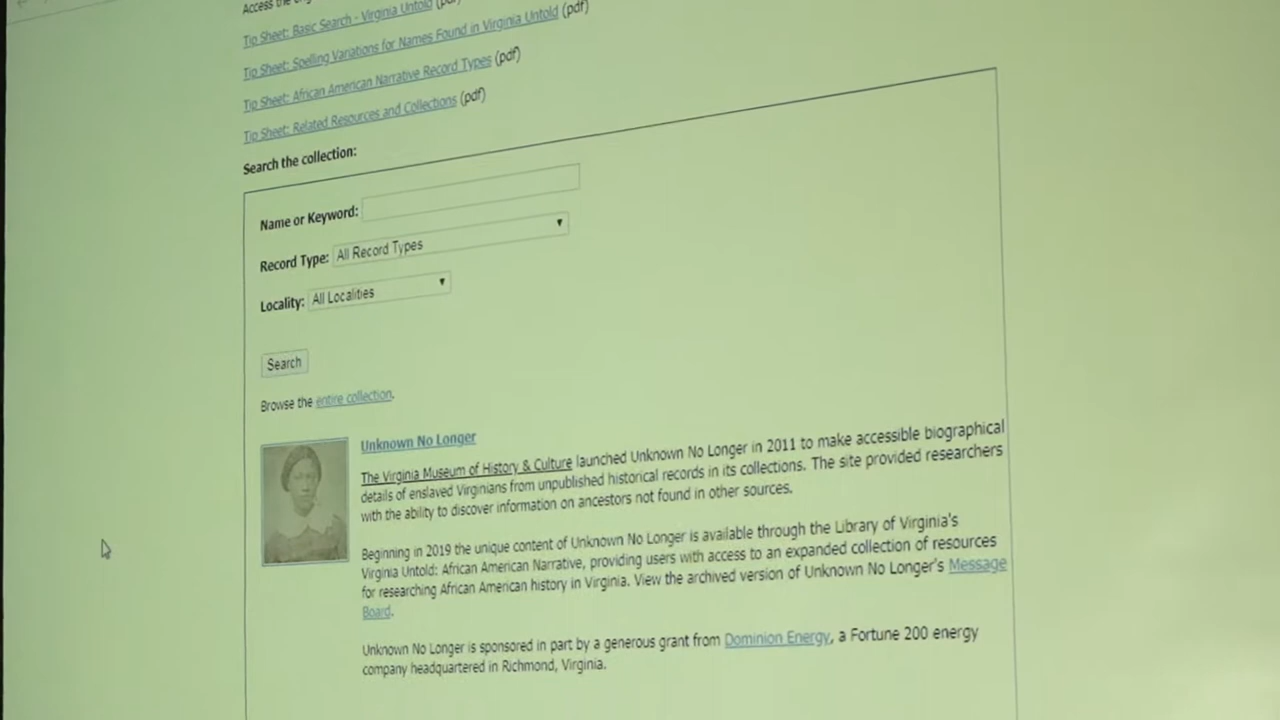 Access the
Tip Sheet: Basic Search - Virginia Untold (pdf)
Tip Sheet: Spelling Variations for Names Found in Virginia Untold (pdf)
Tip Sheet: African American Narrative Record Types (pdf)
Tip Sheet: Related Resources and Collections (pdf)
Search the collection:
Name or Keyword:
Record Type: All Record Types
Locality: All Localities
Search
Browse the entire collection.
Unknown No Longer
The Virginia Museum of History & Culture launched Unknown No Longer in 2011 to make accessible biographical
details of enslaved Virginians from unpublished historical records in its collections. The site provided researchers
with the ability to discover information on ancestors not found in other sources.
Beginning in 2019 the unique content of Unknown No Longer is available through the Library of Virginia's
Virginia Untold: African American Narrative, providing users with access to an expanded collection of resources
for researching African American history in Virginia. View the archived version of Unknown No Longer's Message
Board.
Unknown No Longer is sponsored in part by a generous grant from Dominion Energy, a Fortune 200 energy
company headquartered in Richmond, Virginia.